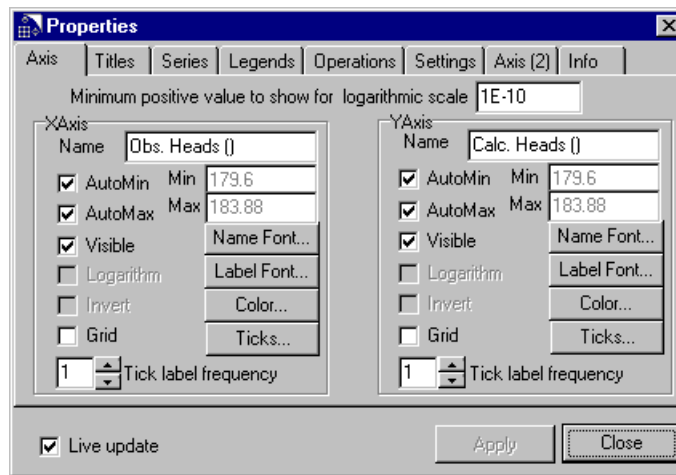 Properties
Axis Titles Series Legends Operations Settings Axis (2) Info
Minimum positive value to show for logarithmic scale 1E-10
XAxis
Name Obs. Heads ()
AutoMin Min 179.6
AutoMax Max 183.88
Visible Name Font...
Logarithm Label Font...
Invert Color...
Grid Ticks...
1 Tick label frequency
YAxis
Name Calc. Heads ()
AutoMin Min 179.6
AutoMax Max 183.88
Visible Name Font...
Logarithm Label Font...
Invert Color...
Grid Ticks...
1 Tick label frequency
Live update Apply Close